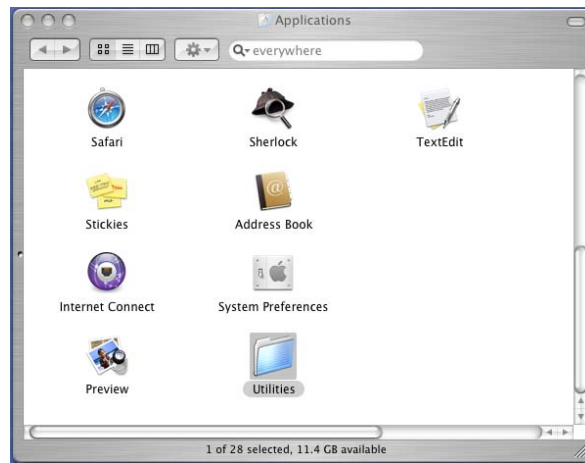 Applications
everywhere
Safari
Sherlock
TextEdit
Stickies
Address Book
Internet Connect
System Preferences
Preview
Utilities
1 of 28 selected, 11.4 GB available